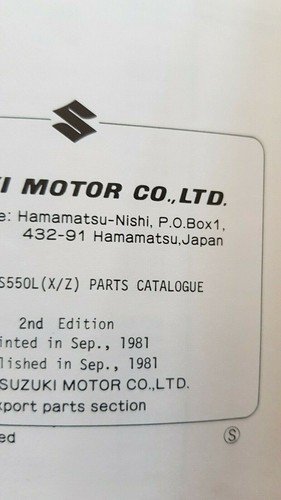 KI MOTOR CO.,LTD.
e: Hamamatsu-Nishi, P.O.Box1,
432-91 Hamamatsu,Japan
S550L(X/Z) PARTS CATALOGUE
2nd Edition
inted in Sep., 1981
lished in Sep., 1981
SUZUKI MOTOR CO.,LTD.
xport parts section
ed
S